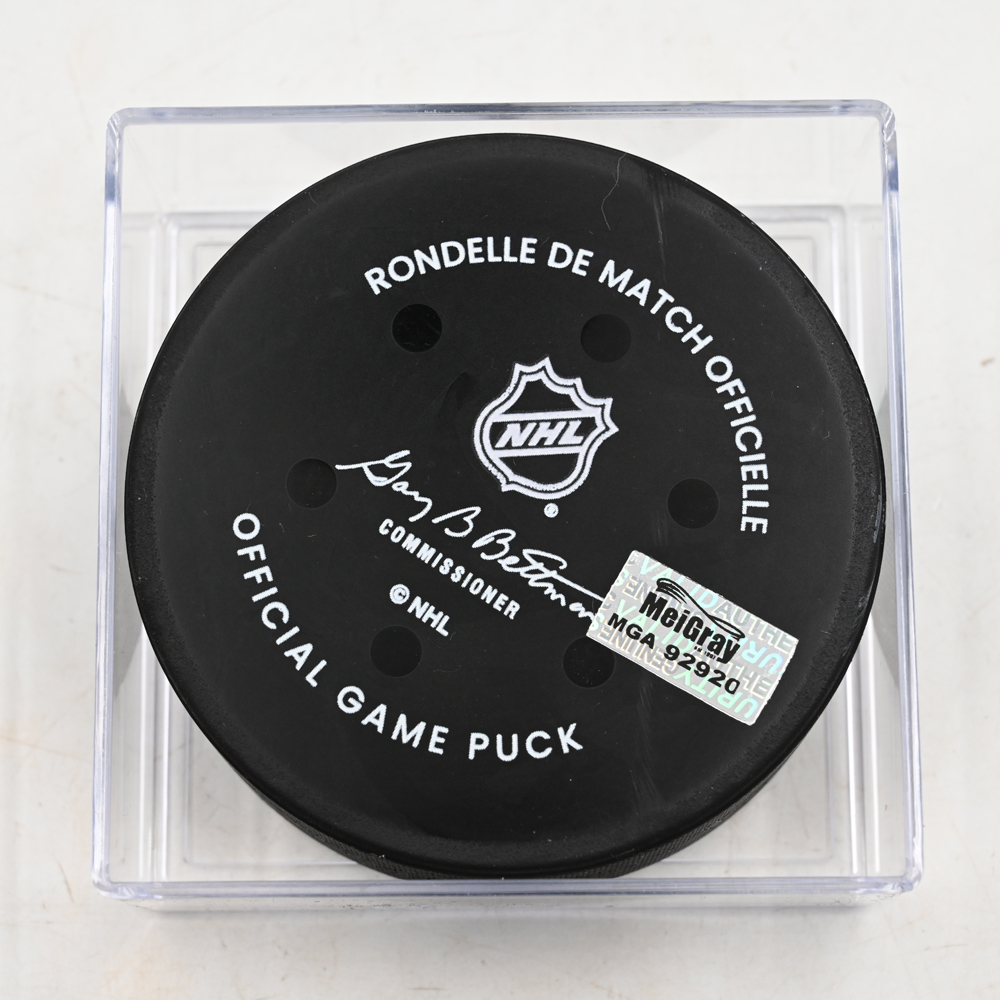 RONDELLE DE MATCH OFFICIELLE
NHL
®
Gary B Bettman
COMMISSIONER
©NHL
OFFICIAL GAME PUCK
MeiGray
MGA 92920